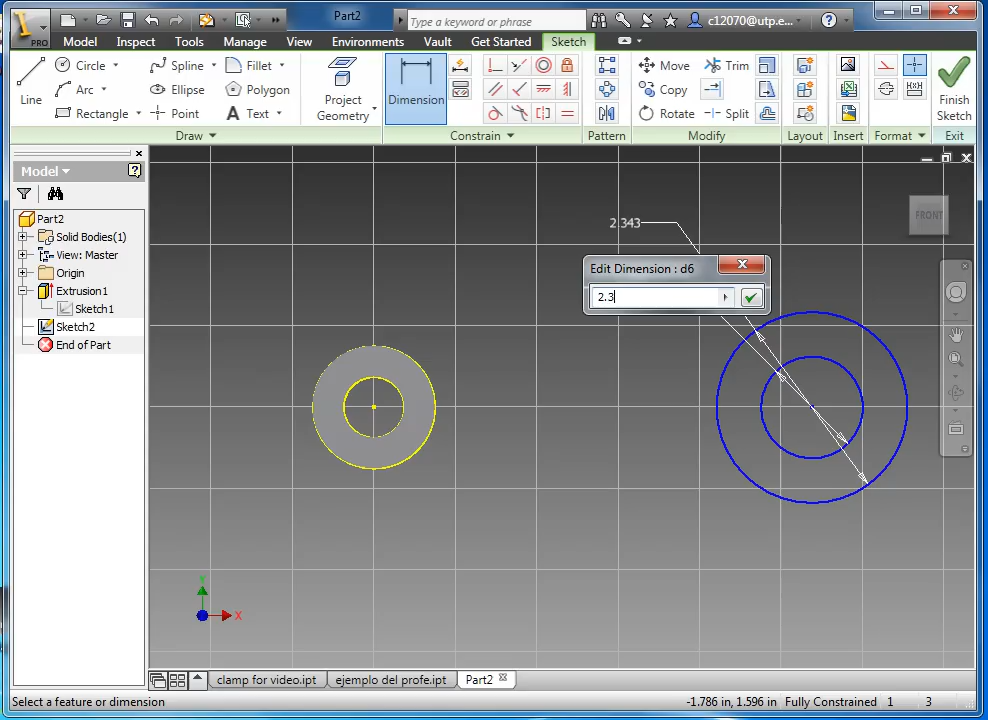 Part2
Type a keyword or phrase
c12070@utp.e...
PRO
Model
Inspect
Tools
Manage
View
Environments
Vault
Get Started
Sketch
Line
Circle
Arc
Rectangle
Spline
Ellipse
Point
Fillet
Polygon
Text
Project
Geometry
Dimension
Move
Copy
Rotate
Trim
Split
Finish
Sketch
Draw
Constrain
Pattern
Modify
Layout
Insert
Format
Exit
Model
Part2
Solid Bodies(1)
View: Master
Origin
Extrusion1
Sketch1
Sketch2
End of Part
2.343
FRONT
Edit Dimension : d6
2.3
Y
X
clamp for video.ipt
ejemplo del profe.ipt
Part2
Select a feature or dimension
-1.786 in, 1.596 in
Fully Constrained
1
3